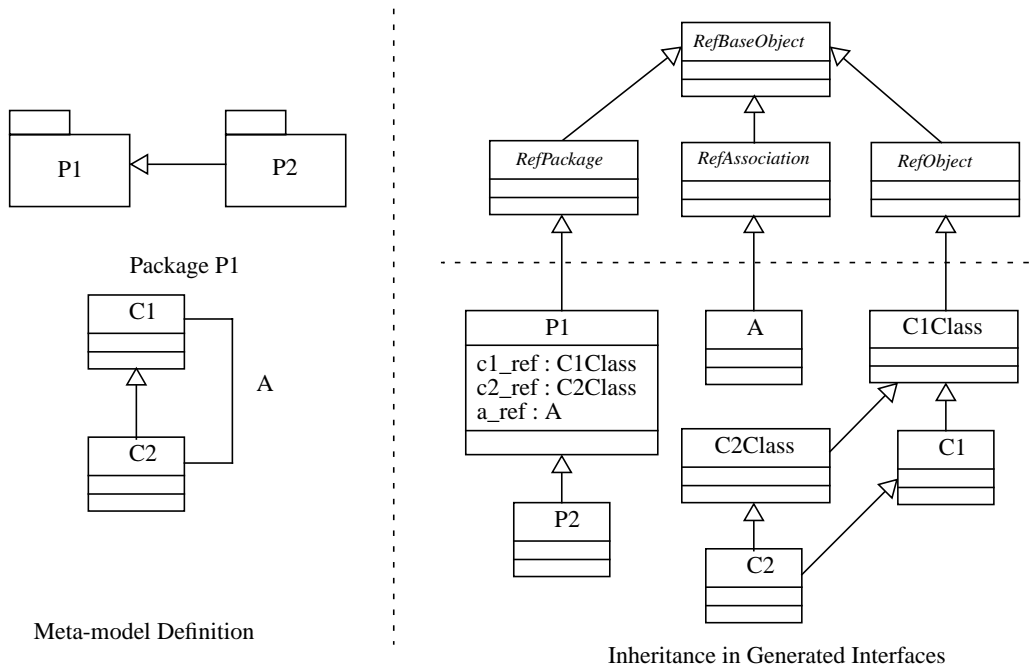 P1
P2
Package P1
C1
A
C2
Meta-model Definition
RefBaseObject
RefPackage
RefAssociation
RefObject
P1
c1_ref : C1Class
c2_ref : C2Class
a_ref : A
A
C1Class
C2Class
C1
P2
C2
Inheritance in Generated Interfaces